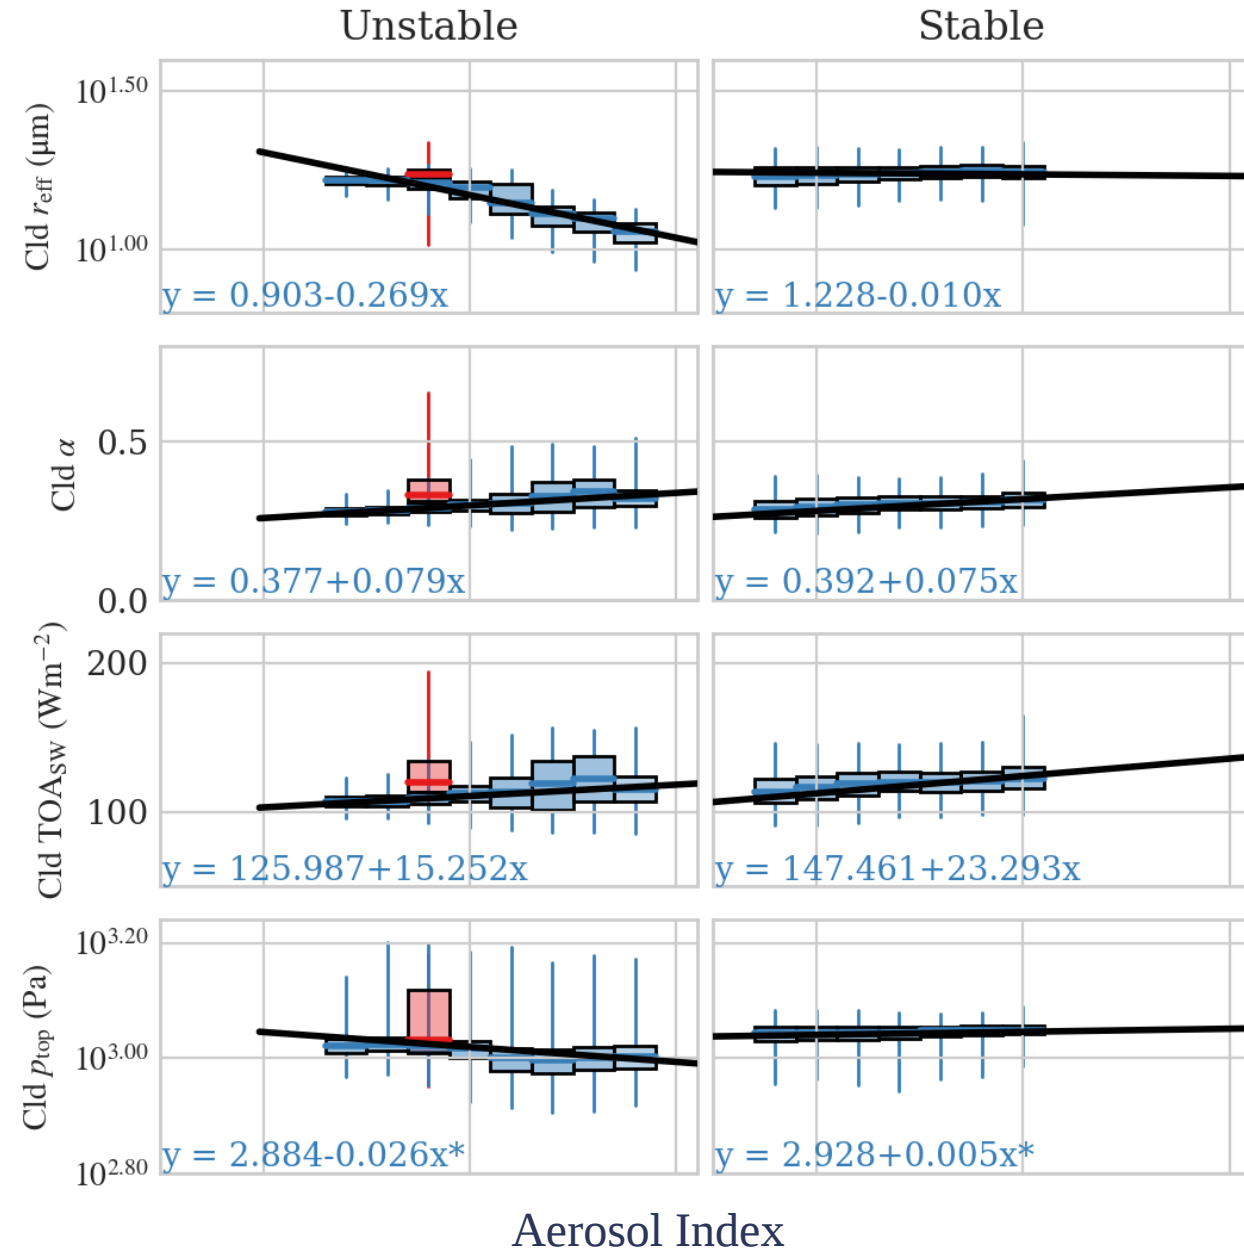 Unstable Stable
Cld r_eff (μm)
10^1.50
10^1.00
y = 0.903-0.269x y = 1.228-0.010x
Cld α
0.5
0.0
y = 0.377+0.079x y = 0.392+0.075x
Cld TOA_SW (Wm^−2)
200
100
y = 125.987+15.252x y = 147.461+23.293x
Cld p_top (Pa)
10^3.20
10^3.00
10^2.80
y = 2.884-0.026x* y = 2.928+0.005x*
Aerosol Index